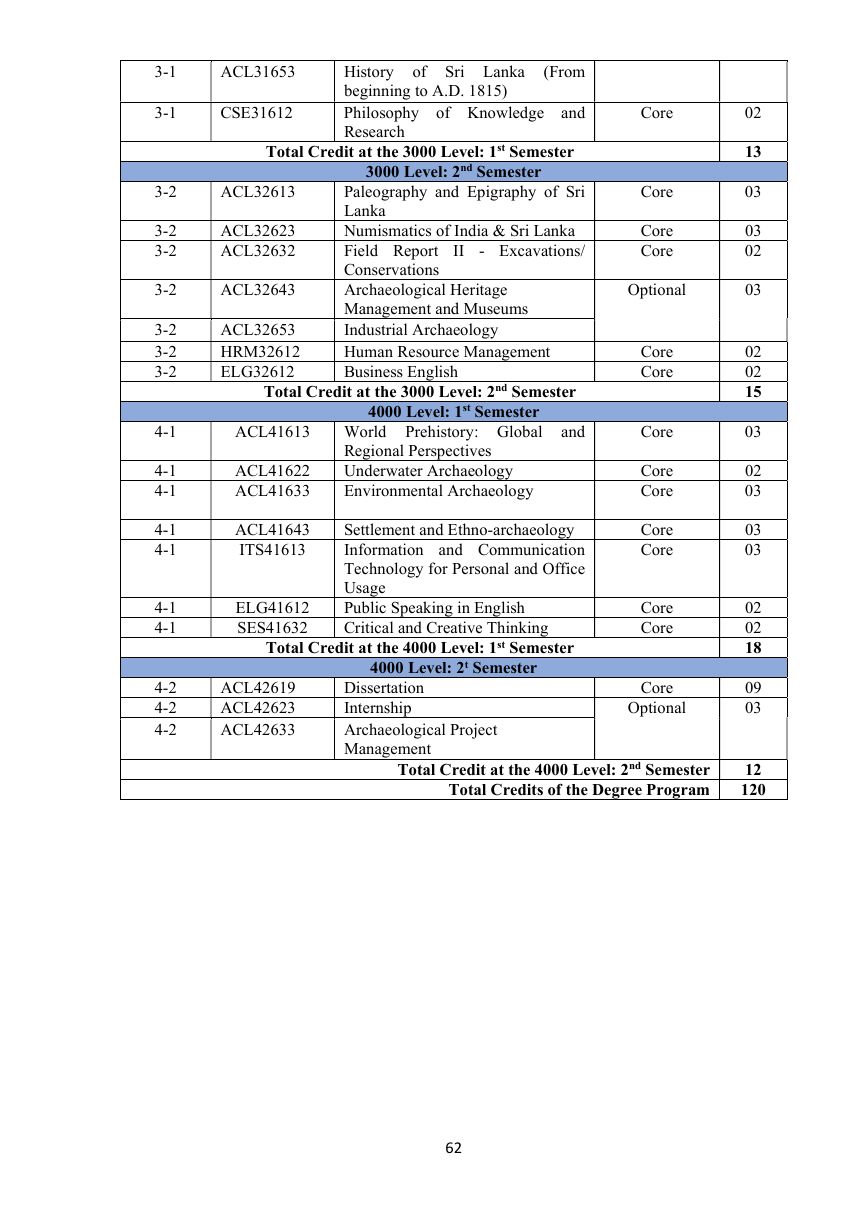 3-1 ACL31653 History of Sri Lanka (From
beginning to A.D. 1815)
3-1 CSE31612 Philosophy of Knowledge and Core 02
Research
Total Credit at the 3000 Level: 1st Semester 13
3000 Level: 2nd Semester
3-2 ACL32613 Paleography and Epigraphy of Sri Core 03
Lanka
3-2 ACL32623 Numismatics of India & Sri Lanka Core 03
3-2 ACL32632 Field Report II - Excavations/ Core 02
Conservations
3-2 ACL32643 Archaeological Heritage Optional 03
Management and Museums
3-2 ACL32653 Industrial Archaeology
3-2 HRM32612 Human Resource Management Core 02
3-2 ELG32612 Business English Core 02
Total Credit at the 3000 Level: 2nd Semester 15
4000 Level: 1st Semester
4-1 ACL41613 World Prehistory: Global and Core 03
Regional Perspectives
4-1 ACL41622 Underwater Archaeology Core 02
4-1 ACL41633 Environmental Archaeology Core 03
4-1 ACL41643 Settlement and Ethno-archaeology Core 03
4-1 ITS41613 Information and Communication Core 03
Technology for Personal and Office
Usage
4-1 ELG41612 Public Speaking in English Core 02
4-1 SES41632 Critical and Creative Thinking Core 02
Total Credit at the 4000 Level: 1st Semester 18
4000 Level: 2t Semester
4-2 ACL42619 Dissertation Core 09
4-2 ACL42623 Internship Optional 03
4-2 ACL42633 Archaeological Project
Management
Total Credit at the 4000 Level: 2nd Semester 12
Total Credits of the Degree Program 120
62